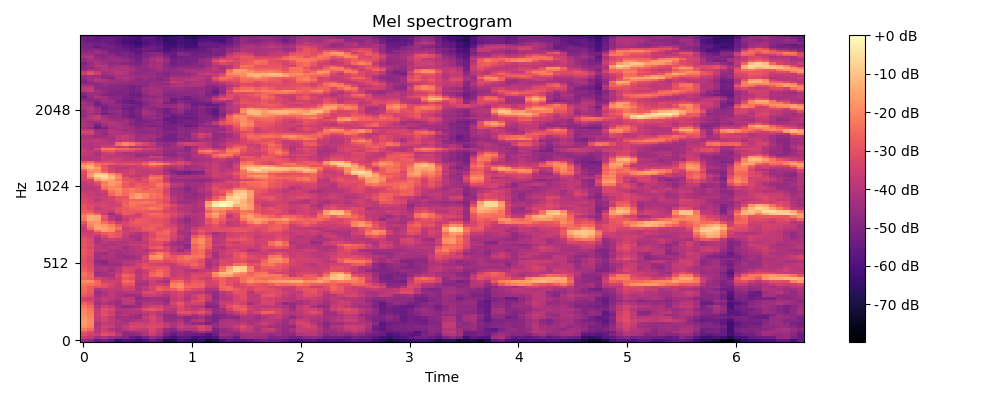 Mel spectrogram
Hz
2048
1024
512
0
0 1 2 3 4 5 6
Time
+0 dB
-10 dB
-20 dB
-30 dB
-40 dB
-50 dB
-60 dB
-70 dB